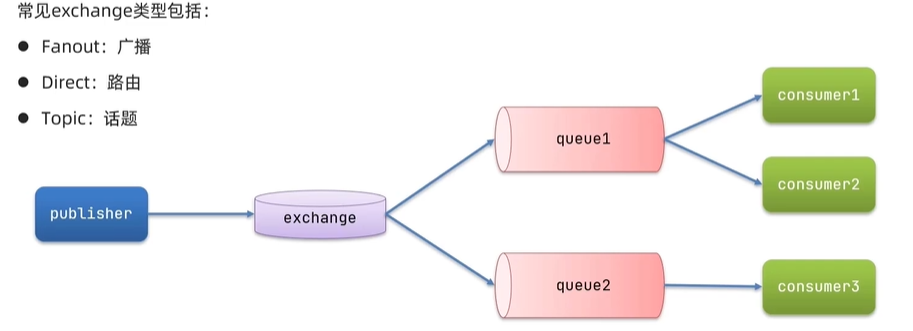 常见exchange类型包括：
● Fanout：广播
● Direct：路由
● Topic：话题
publisher
exchange
queue1
queue2
consumer1
consumer2
consumer3